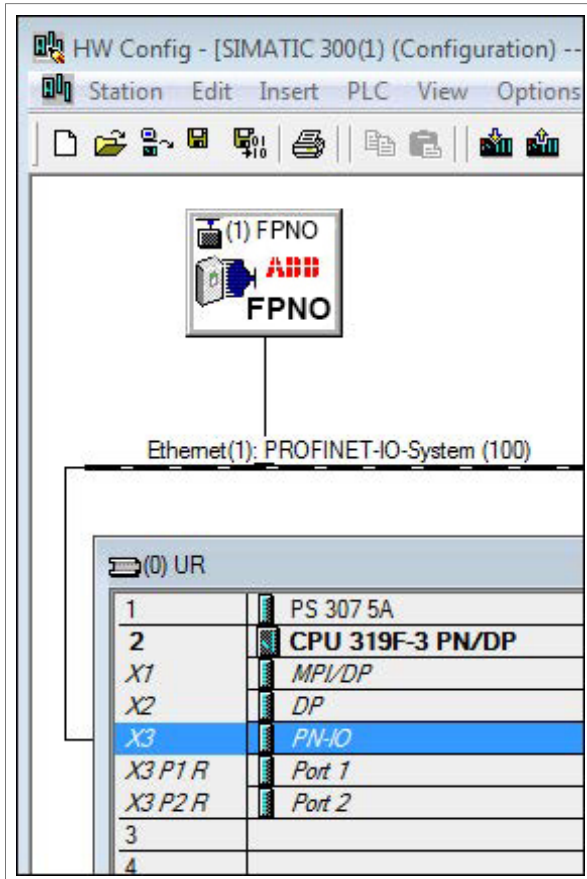 HW Config - [SIMATIC 300(1) (Configuration) --
Station Edit Insert PLC View Options
(1) FPNO
ABB
FPNO
Ethernet(1): PROFINET-IO-System (100)
(0) UR
1 PS 307 5A
2 CPU 319F-3 PN/DP
X1 MPI/DP
X2 DP
X3 PN-IO
X3 P1 R Port 1
X3 P2 R Port 2
3
4